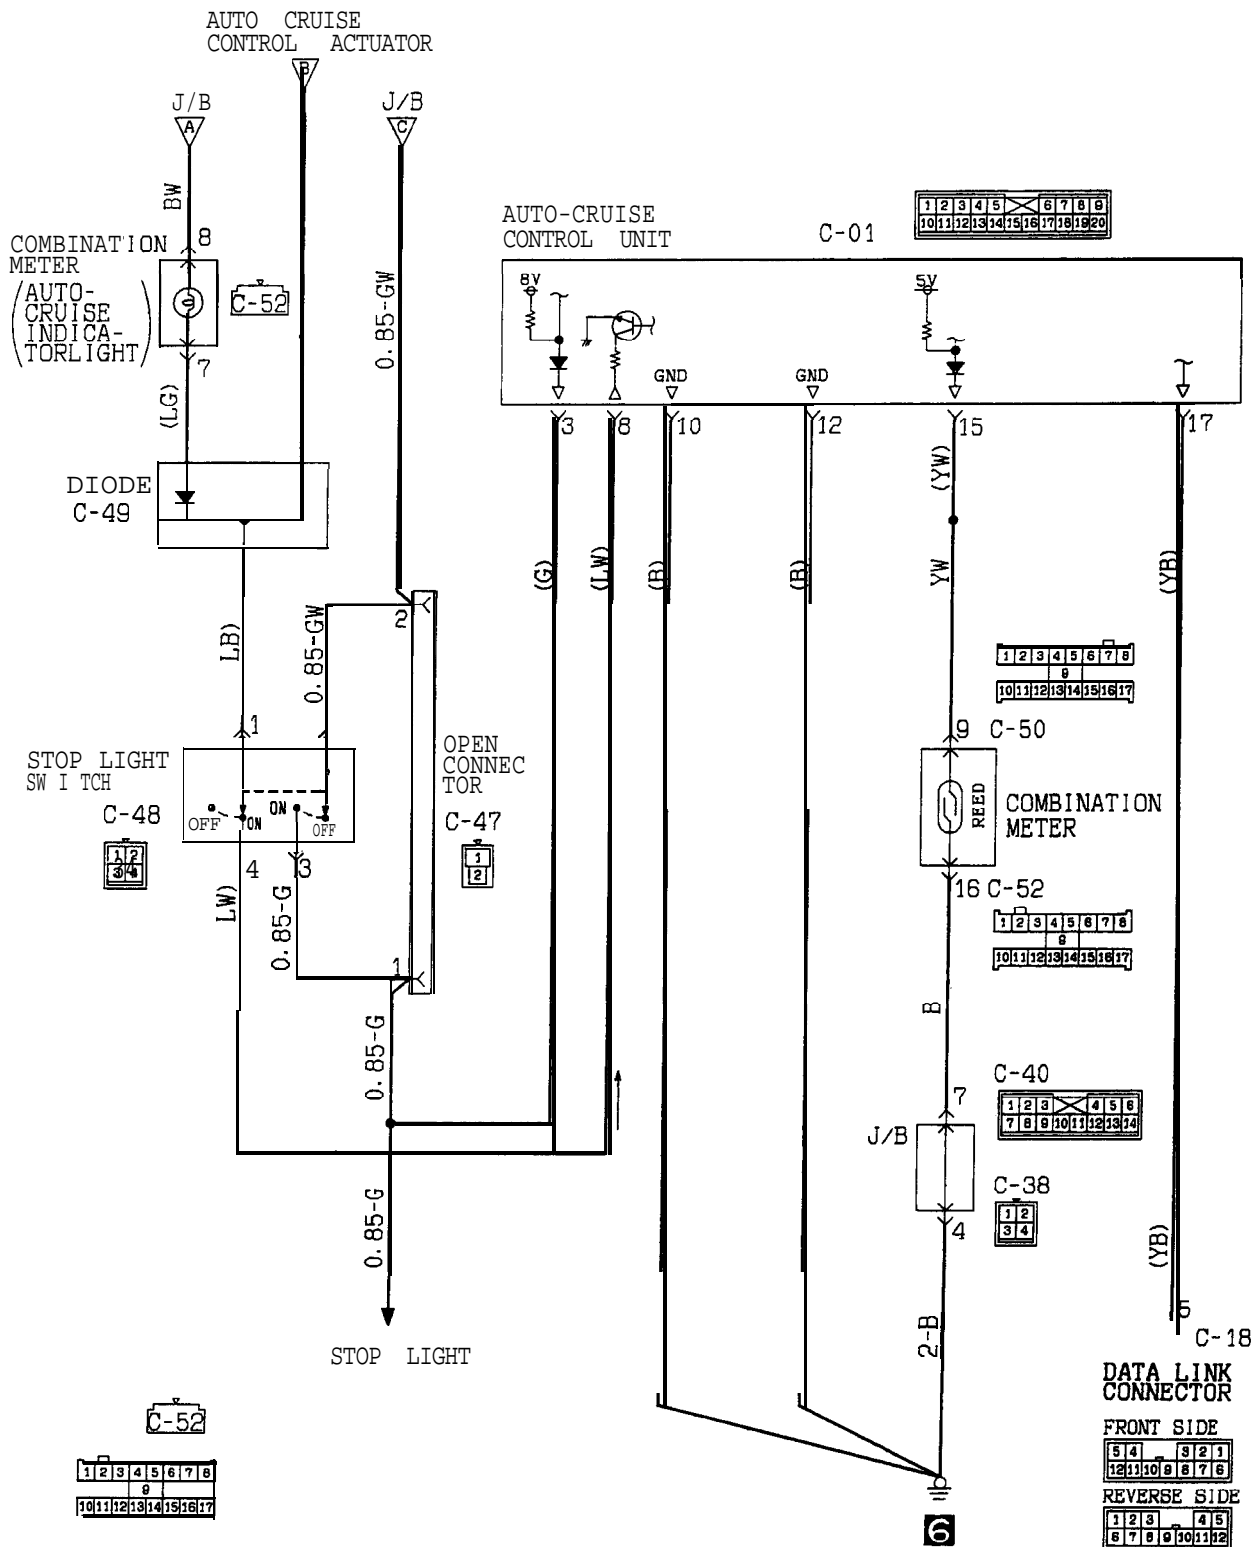 AUTO CRUISE
CONTROL ACTUATOR
B
J/B
A
J/B
C
BW
8
COMBINATION
METER
(AUTO-
CRUISE
INDICA-
TORLIGHT)
C-52
7
(LG)
0.85-GW
DIODE
C-49
AUTO-CRUISE
CONTROL UNIT
C-01
1 2 3 4 5 6 7 8 9
10 11 12 13 14 15 16 17 18 19 20
8V
5V
GND
GND
3
8
10
12
15
17
(G)
(LW)
(B)
(B)
(YW)
YW
(YB)
LB)
0.85-GW
2
1
STOP LIGHT
SW I TCH
C-48
1 2
3 4
OFF
ON
ON
OFF
4
3
LW)
0.85-G
OPEN
CONNEC
TOR
C-47
1
2
1
0.85-G
0.85-G
STOP LIGHT
1 2 3 4 5 6 7 8
9
10 11 12 13 14 15 16 17
9
C-50
REED
COMBINATION
METER
16
C-52
1 2 3 4 5 6 7 8
9
10 11 12 13 14 15 16 17
B
C-40
7
1 2 3 4 5 6
7 8 9 10 11 12 13 14
J/B
C-38
1 2
3 4
4
2-B
(YB)
5
C-18
DATA LINK
CONNECTOR
FRONT SIDE
5 4 3 2 1
12 11 10 9 8 7 6
REVERSE SIDE
1 2 3 4 5
6 7 8 9 10 11 12
6
C-52
1 2 3 4 5 6 7 8
9
10 11 12 13 14 15 16 17